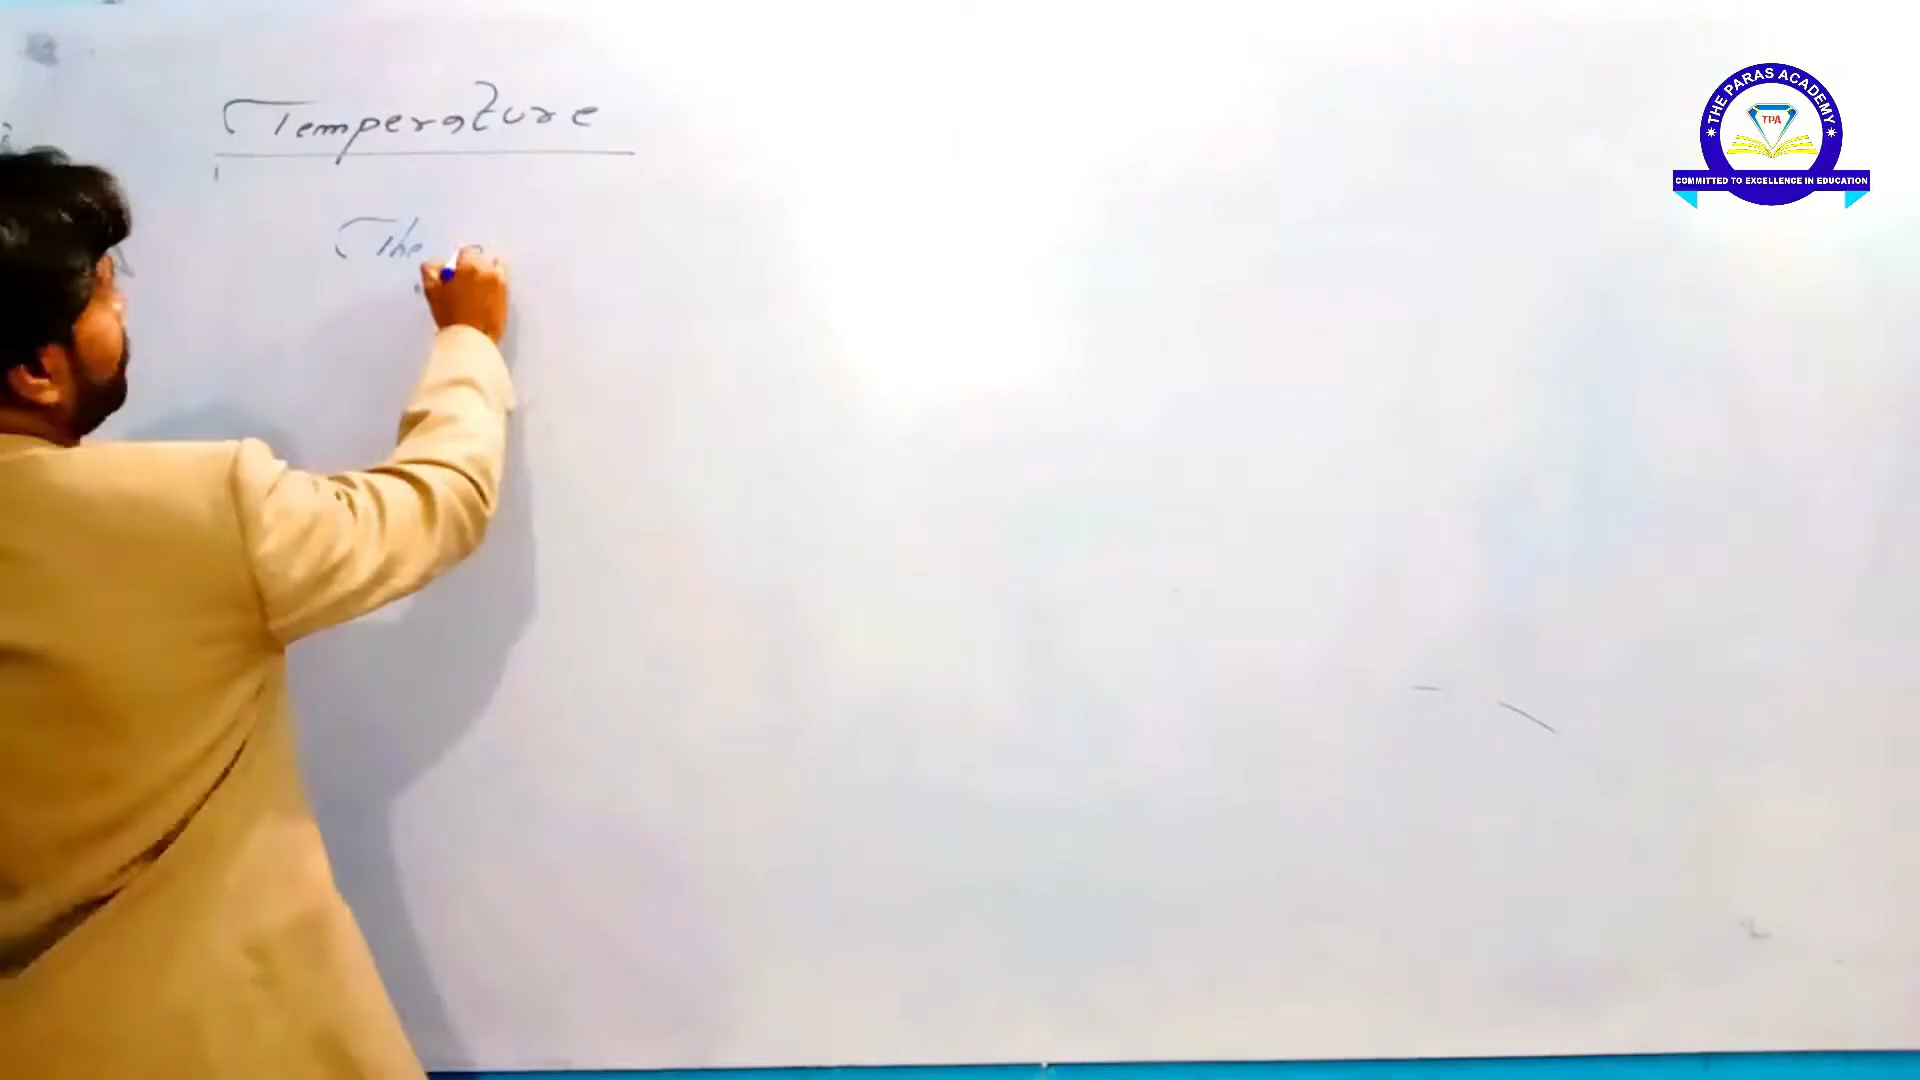 Temperature
The
THE PARAS ACADEMY
TPA
COMMITTED TO EXCELLENCE IN EDUCATION